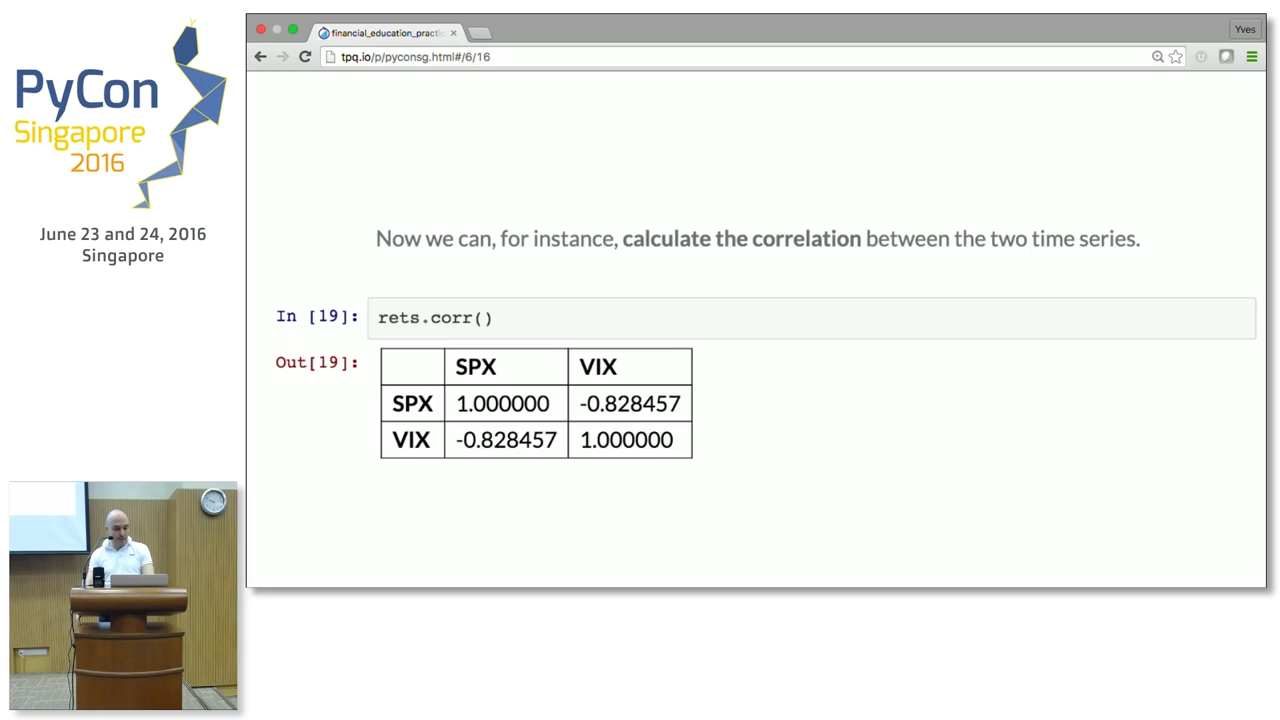 PyCon
Singapore
2016
June 23 and 24, 2016
Singapore
financial_education_practic
Yves
tpq.io/p/pyconsg.html#/6/16
Now we can, for instance, calculate the correlation between the two time series.
In [19]: rets.corr()
Out[19]:
SPX VIX
SPX 1.000000 -0.828457
VIX -0.828457 1.000000